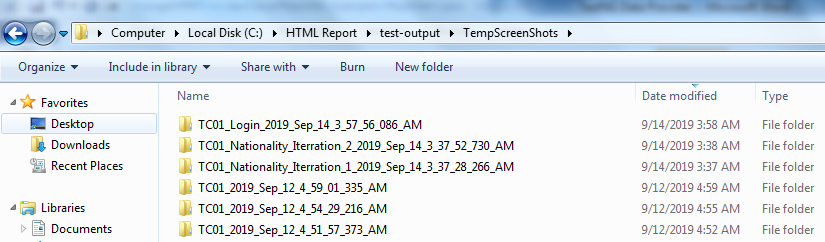 Computer Local Disk (C:) HTML Report test-output TempScreenShots
Organize Include in library Share with Burn New folder
Favorites
Desktop
Downloads
Recent Places
Libraries
Documents
Name Date modified Type
TC01_Login_2019_Sep_14_3_57_56_086_AM 9/14/2019 3:58 AM File folder
TC01_Nationality_Iterration_2_2019_Sep_14_3_37_52_730_AM 9/14/2019 3:38 AM File folder
TC01_Nationality_Iterration_1_2019_Sep_14_3_37_28_266_AM 9/14/2019 3:37 AM File folder
TC01_2019_Sep_12_4_59_01_335_AM 9/12/2019 4:59 AM File folder
TC01_2019_Sep_12_4_54_29_216_AM 9/12/2019 4:55 AM File folder
TC01_2019_Sep_12_4_51_57_373_AM 9/12/2019 4:52 AM File folder